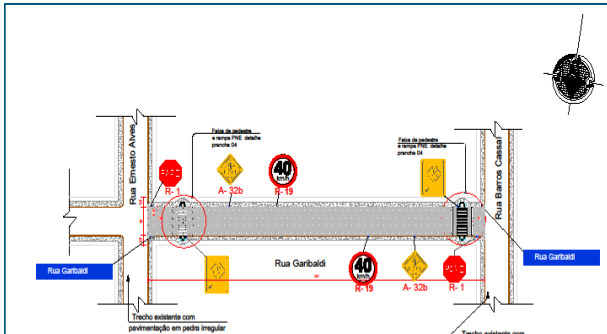 Faixa de pedestre
e rampa PNE detalhe
prancha 04
Faixa de pedestre
e rampa PNE detalhe
prancha 04
Rua Ernesto Alves
PARE
R- 1
A- 32b
40
km/h
R- 19
Rua Barros Cassal
Rua Garibaldi
Rua Garibaldi
Rua Garibaldi
40
km/h
R- 19
A- 32b
PARE
R- 1
Trecho existente com
pavimentação em pedra irregular
Trecho existente com